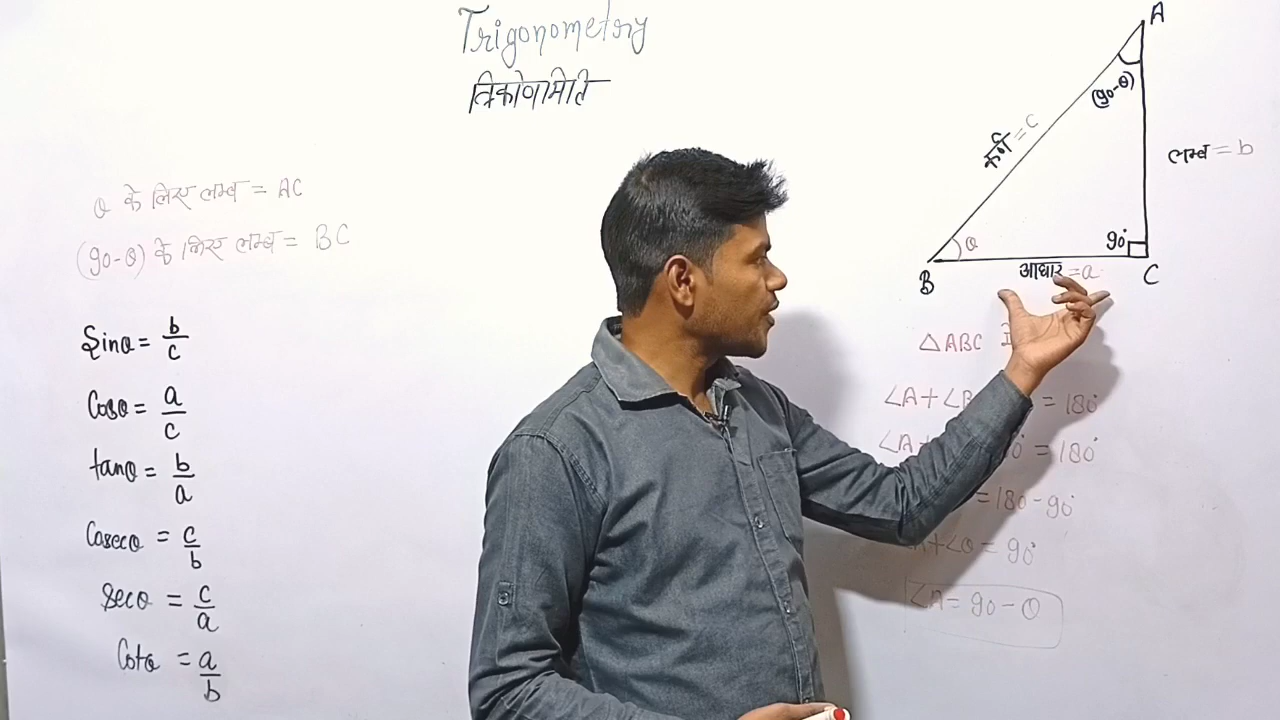 Trigonometry
त्रिकोणमिति
θ के लिए लम्ब = AC
(90-θ) के लिए लम्ब = BC
Sinθ = b/c
Cosθ = a/c
tanθ = b/a
Cosecθ = c/b
Secθ = c/a
Cotθ = a/b
A
(90-θ)
कर्ण = c
लम्ब = b
θ
90°
B
आधार = a
C
△ABC
∠A+∠B = 180°
∠A+ = 180°
= 180-90°
∠A+∠θ = 90°
∠A = 90-θ